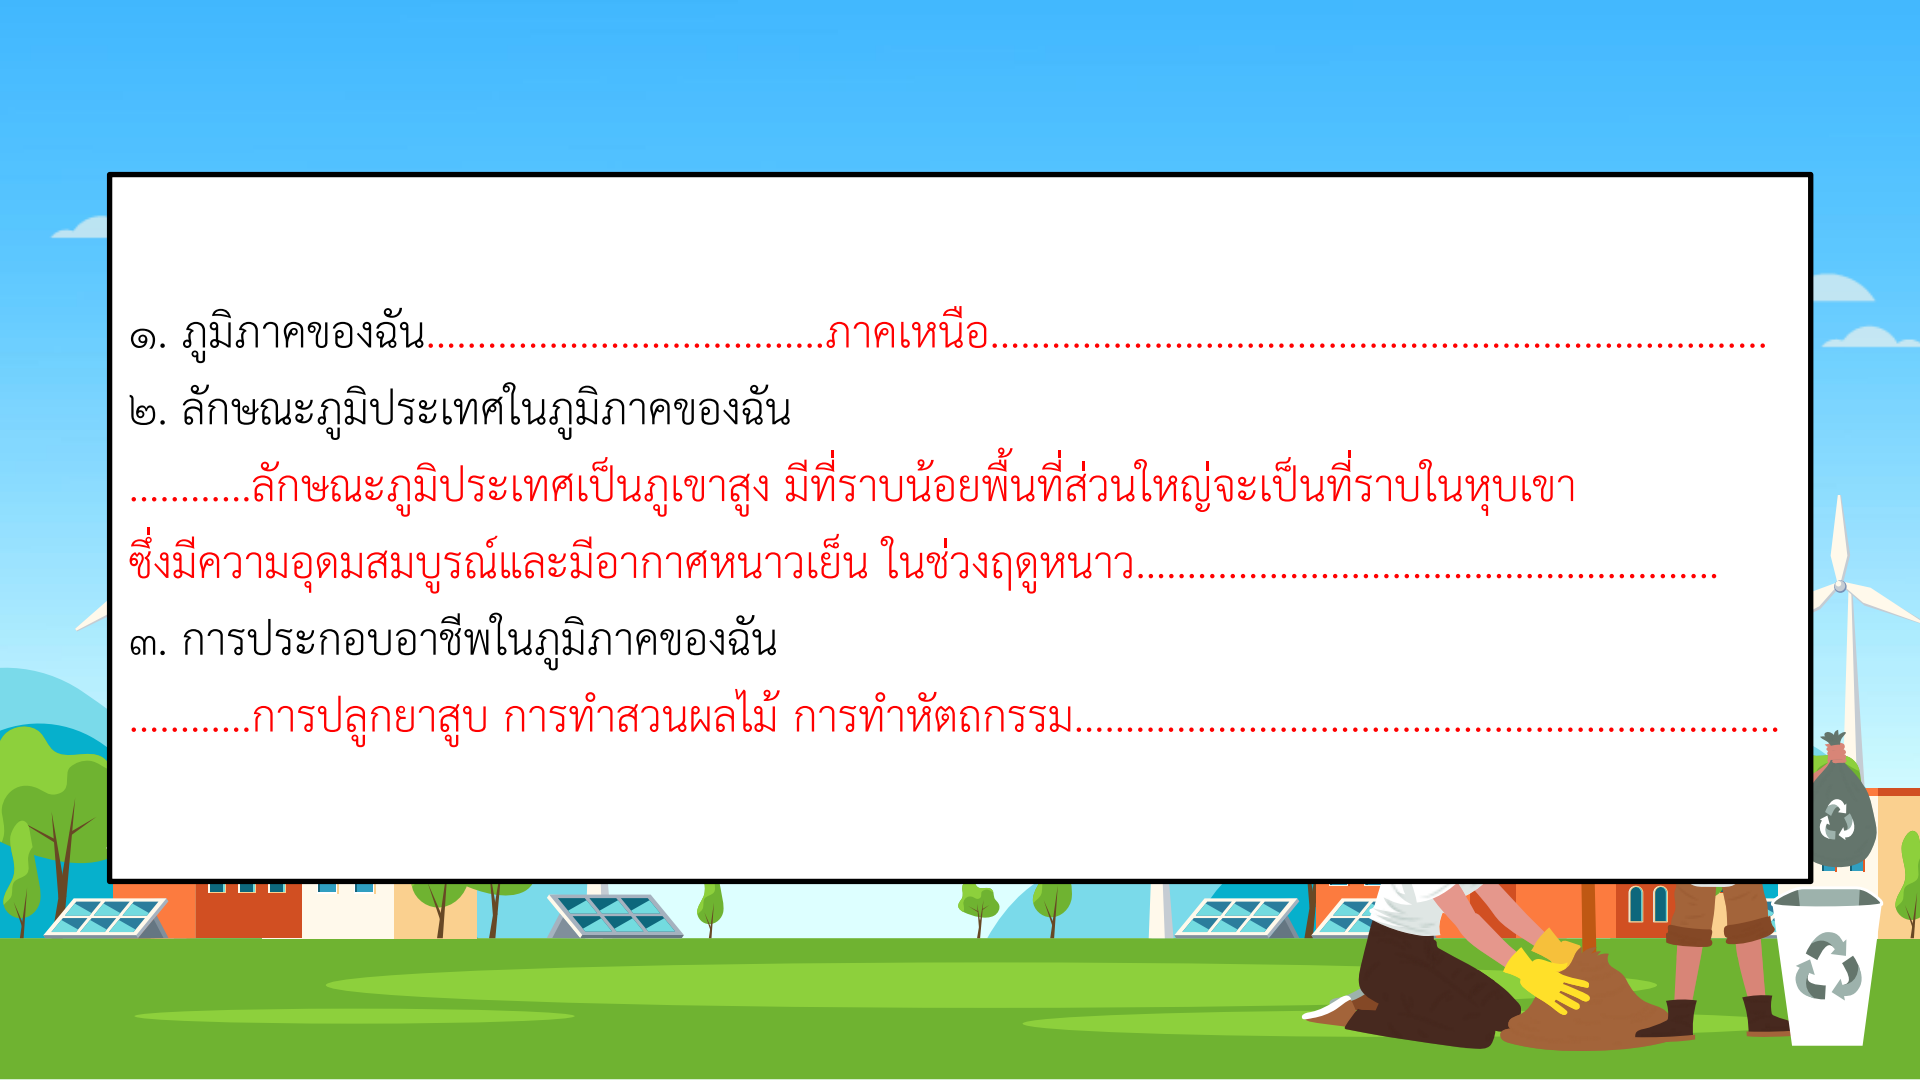 ๑. ภูมิภาคของฉัน.......................................ภาคเหนือ............................................................................
๒. ลักษณะภูมิประเทศในภูมิภาคของฉัน
............ลักษณะภูมิประเทศเป็นภูเขาสูง มีที่ราบน้อยพื้นที่ส่วนใหญ่จะเป็นที่ราบในหุบเขา
ซึ่งมีความอุดมสมบูรณ์และมีอากาศหนาวเย็น ในช่วงฤดูหนาว.........................................................
๓. การประกอบอาชีพในภูมิภาคของฉัน
............การปลูกยาสูบ การทำสวนผลไม้ การทำหัตถกรรม.....................................................................